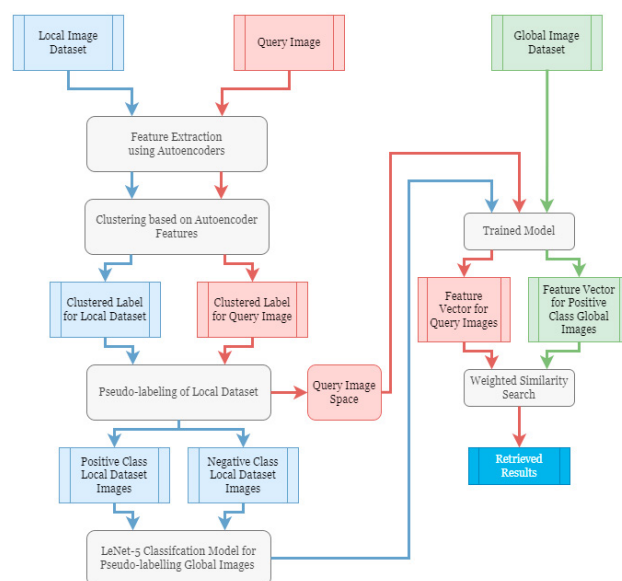 Local Image
Dataset
Query Image
Global Image
Dataset
Feature Extraction
using Autoencoders
Clustering based on Autoencoder
Features
Trained Model
Clustered Label
for Local Dataset
Clustered Label
for Query Image
Feature
Vector for
Query Images
Feature Vector
for Positive
Class Global
Images
Pseudo-labeling of Local Dataset
Query Image
Space
Weighted Similarity
Search
Positive Class
Local Dataset
Images
Negative Class
Local Dataset
Images
Retrieved
Results
LeNet-5 Classifcation Model for
Pseudo-labelling Global Images